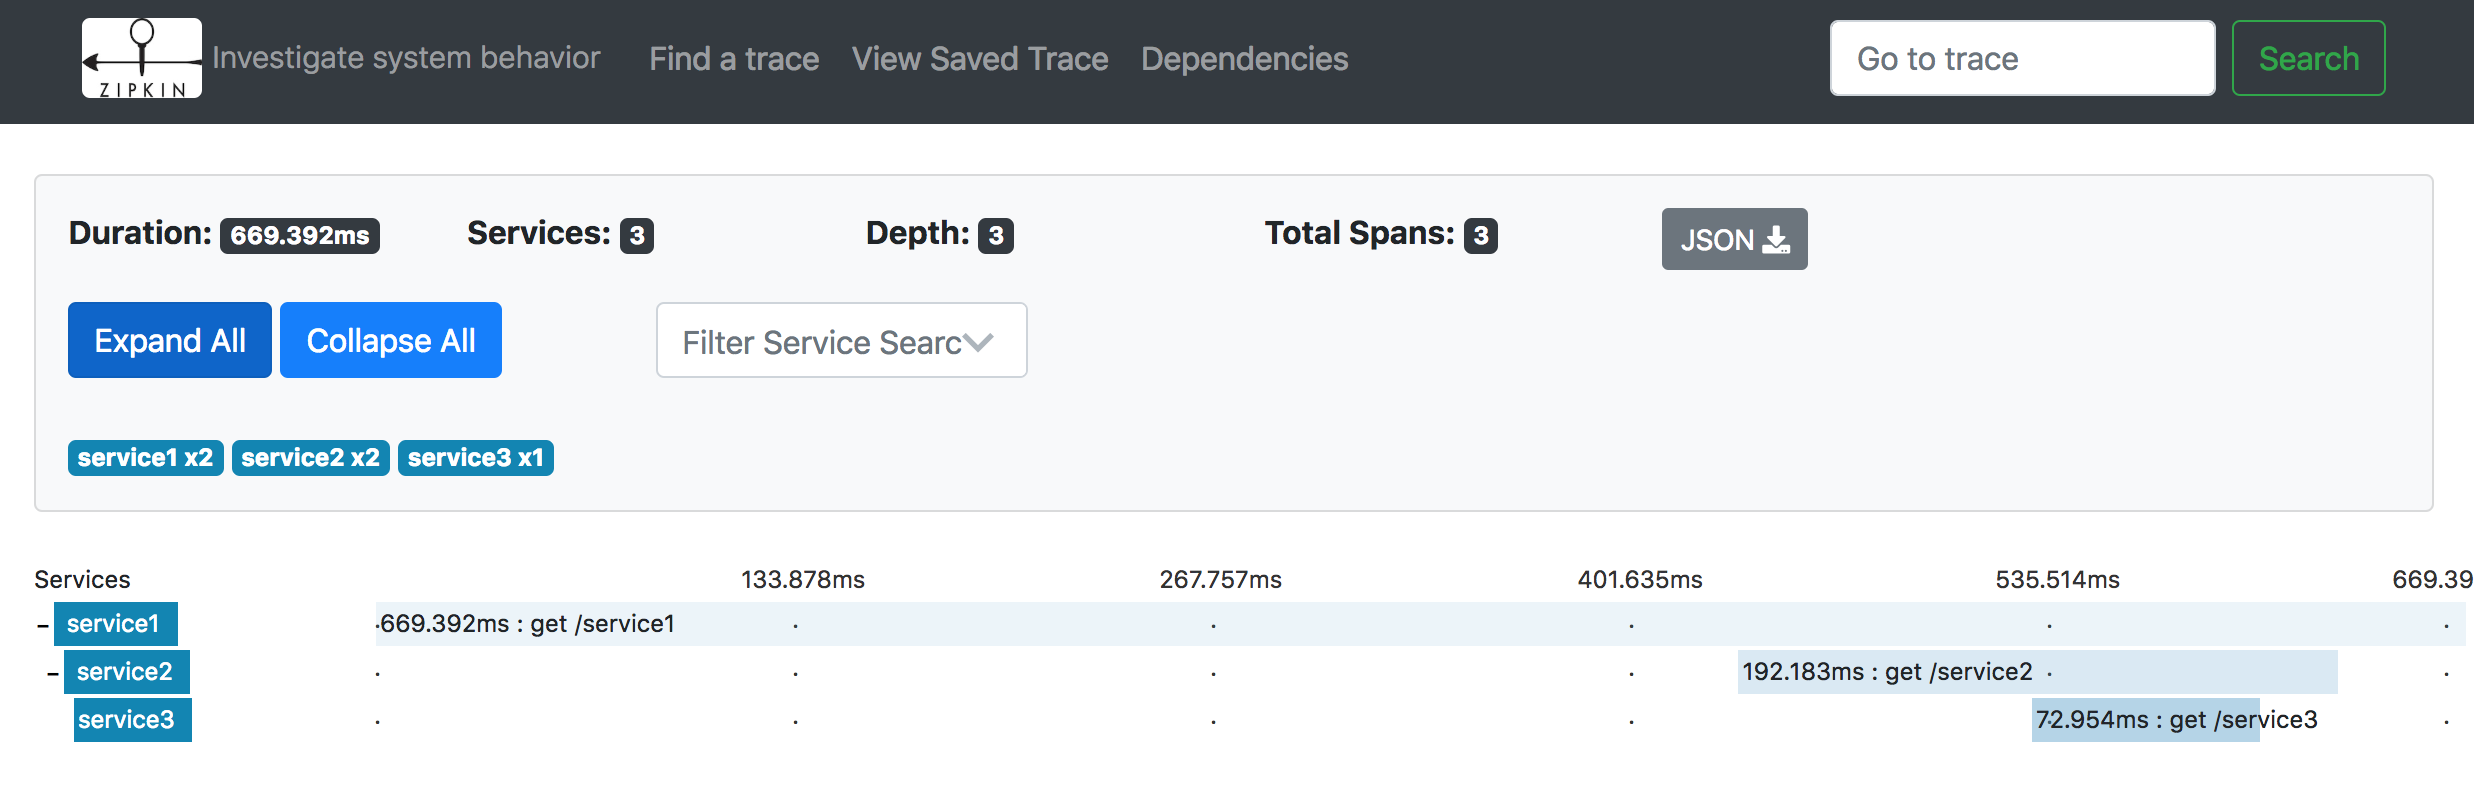 ZIPKIN
Investigate system behavior Find a trace View Saved Trace Dependencies Go to trace Search
Duration: 669.392ms Services: 3 Depth: 3 Total Spans: 3 JSON
Expand All Collapse All Filter Service Searc
service1 x2 service2 x2 service3 x1
Services 133.878ms 267.757ms 401.635ms 535.514ms 669.39
- service1 669.392ms : get /service1
- service2 192.183ms : get /service2
service3 72.954ms : get /service3